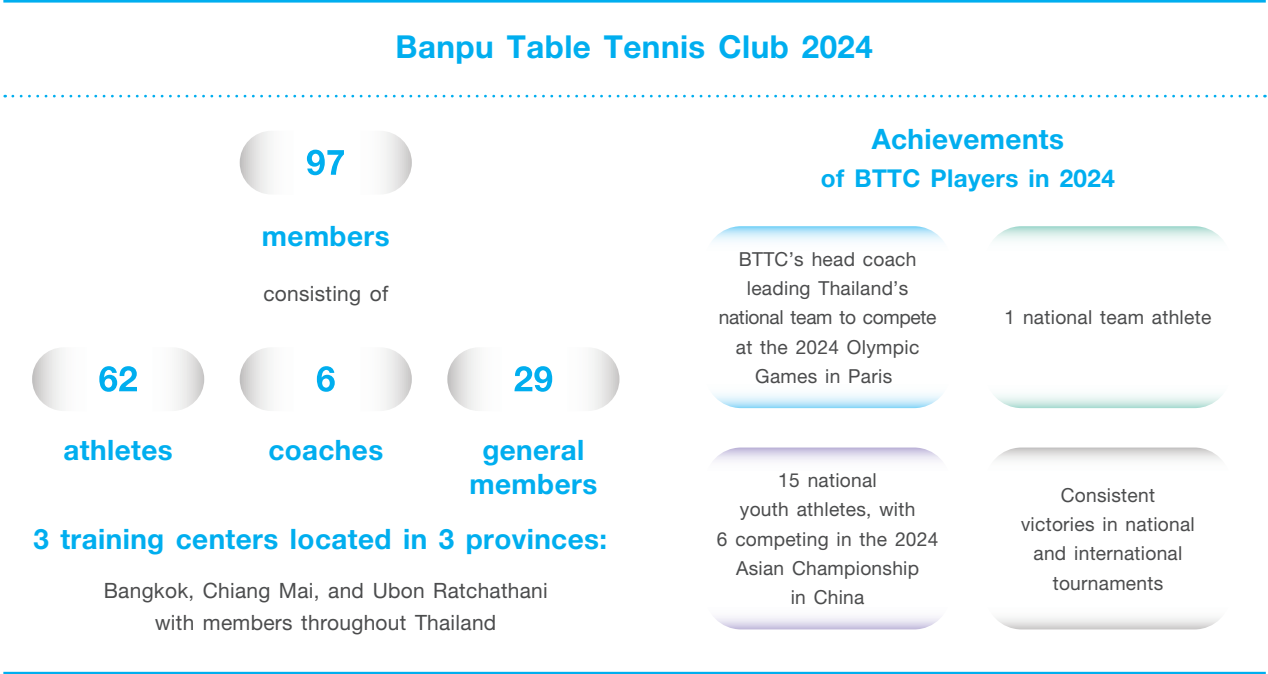 Banpu Table Tennis Club 2024
97
members
consisting of
62
athletes
6
coaches
29
general
members
3 training centers located in 3 provinces:
Bangkok, Chiang Mai, and Ubon Ratchathani
with members throughout Thailand
Achievements
of BTTC Players in 2024
BTTC’s head coach
leading Thailand’s
national team to compete
at the 2024 Olympic
Games in Paris
1 national team athlete
15 national
youth athletes, with
6 competing in the 2024
Asian Championship
in China
Consistent
victories in national
and international
tournaments